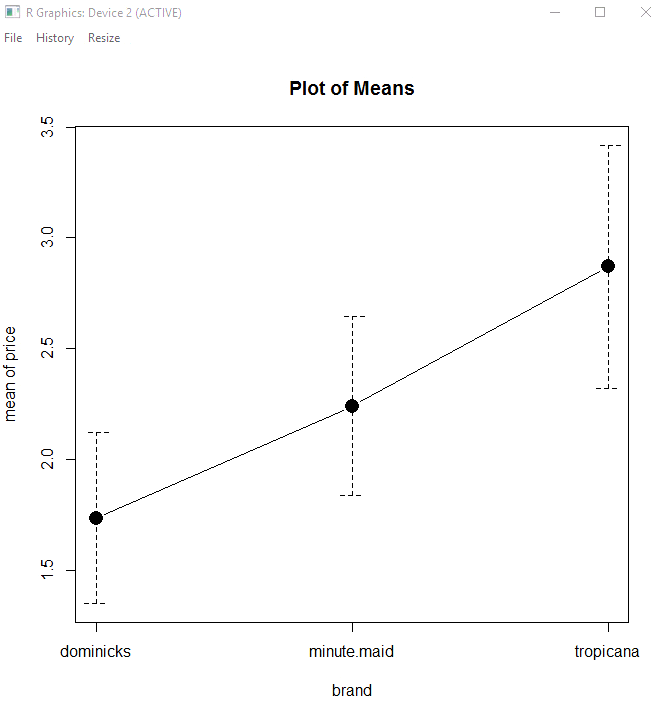 R Graphics: Device 2 (ACTIVE)
File History Resize
Plot of Means
3.5
3.0
2.5
2.0
1.5
mean of price
dominicks minute.maid tropicana
brand